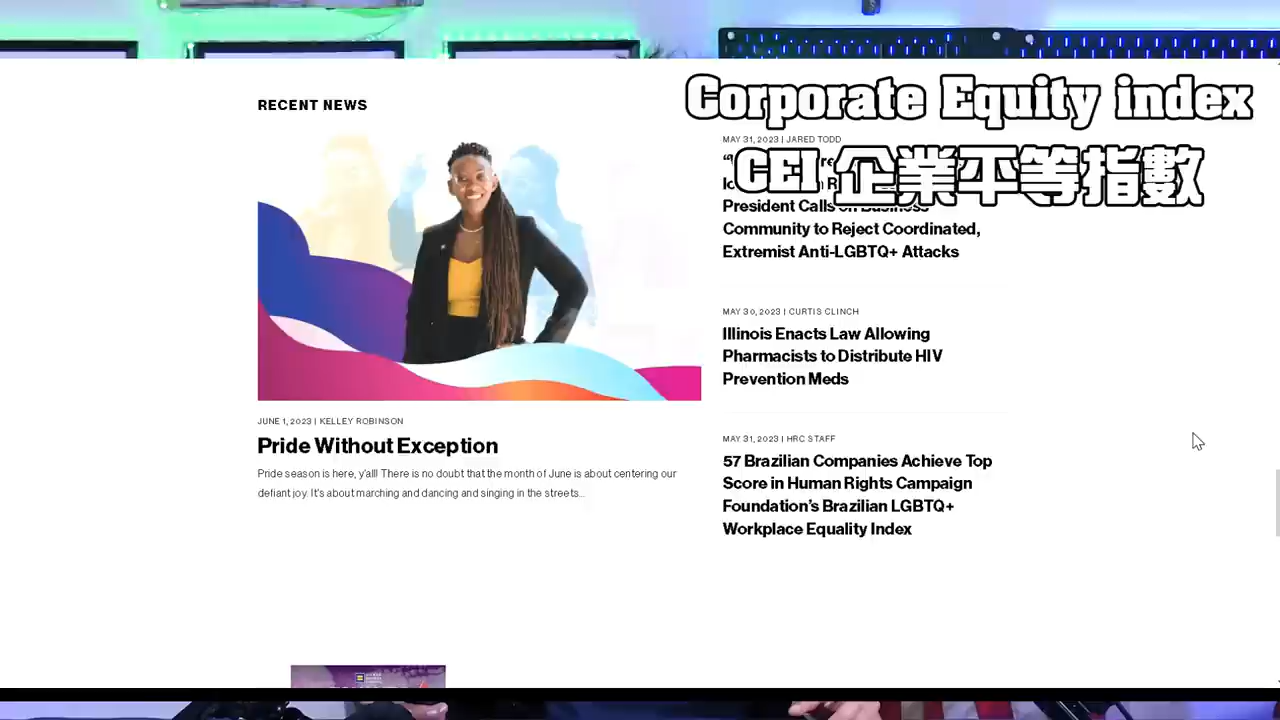 Corporate Equity index
CEI 企業平等指數
RECENT NEWS
JUNE 1, 2023 | KELLEY ROBINSON
Pride Without Exception
Pride season is here, y'all! There is no doubt that the month of June is about centering our
defiant joy. It's about marching and dancing and singing in the streets...
MAY 31, 2023 | JARED TODD
President Calls on Business
Community to Reject Coordinated,
Extremist Anti-LGBTQ+ Attacks
MAY 30, 2023 | CURTIS CLINCH
Illinois Enacts Law Allowing
Pharmacists to Distribute HIV
Prevention Meds
MAY 31, 2023 | HRC STAFF
57 Brazilian Companies Achieve Top
Score in Human Rights Campaign
Foundation's Brazilian LGBTQ+
Workplace Equality Index